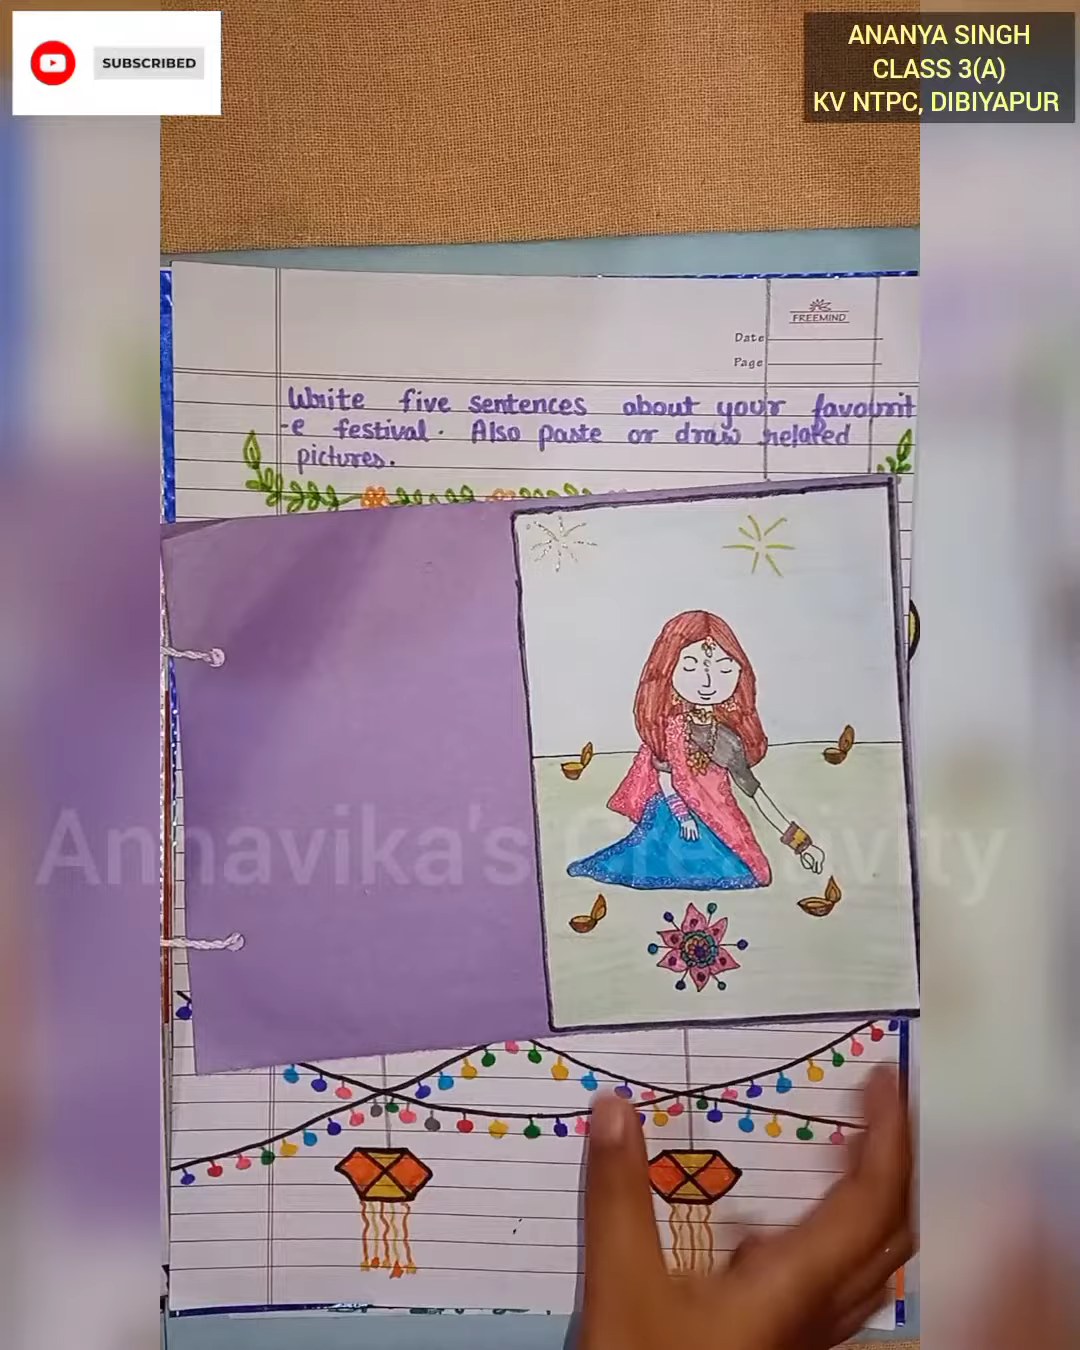 SUBSCRIBED
ANANYA SINGH
CLASS 3(A)
KV NTPC, DIBIYAPUR
FREEMIND
Date
Page
Write five sentences about your favourit
-e festival. Also paste or draw related
pictures.
Annavika's Creativity